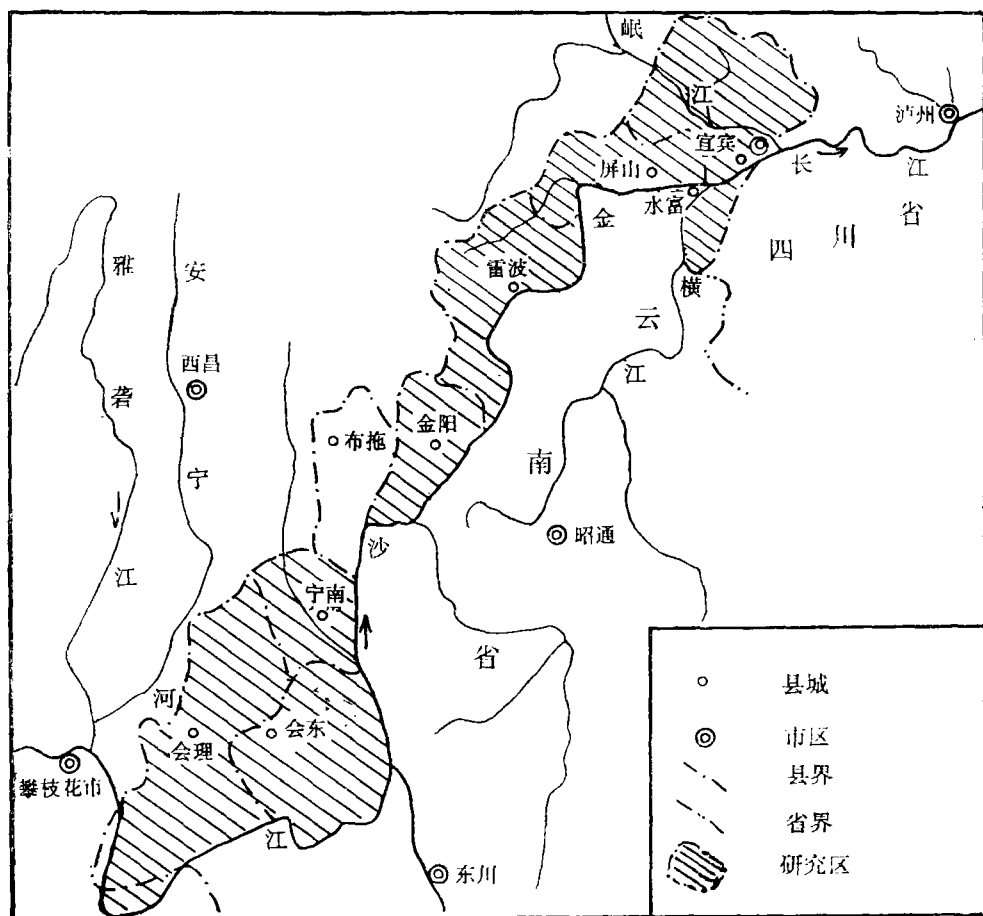 岷江
泸州
宜宾
长江
屏山
水富
金沙江
四川省
雷波
横江
云南省
雅砻江
安宁河
西昌
金阳
布拖
昭通
宁南
会理
会东
攀枝花市
东川
县城
市区
县界
省界
研究区